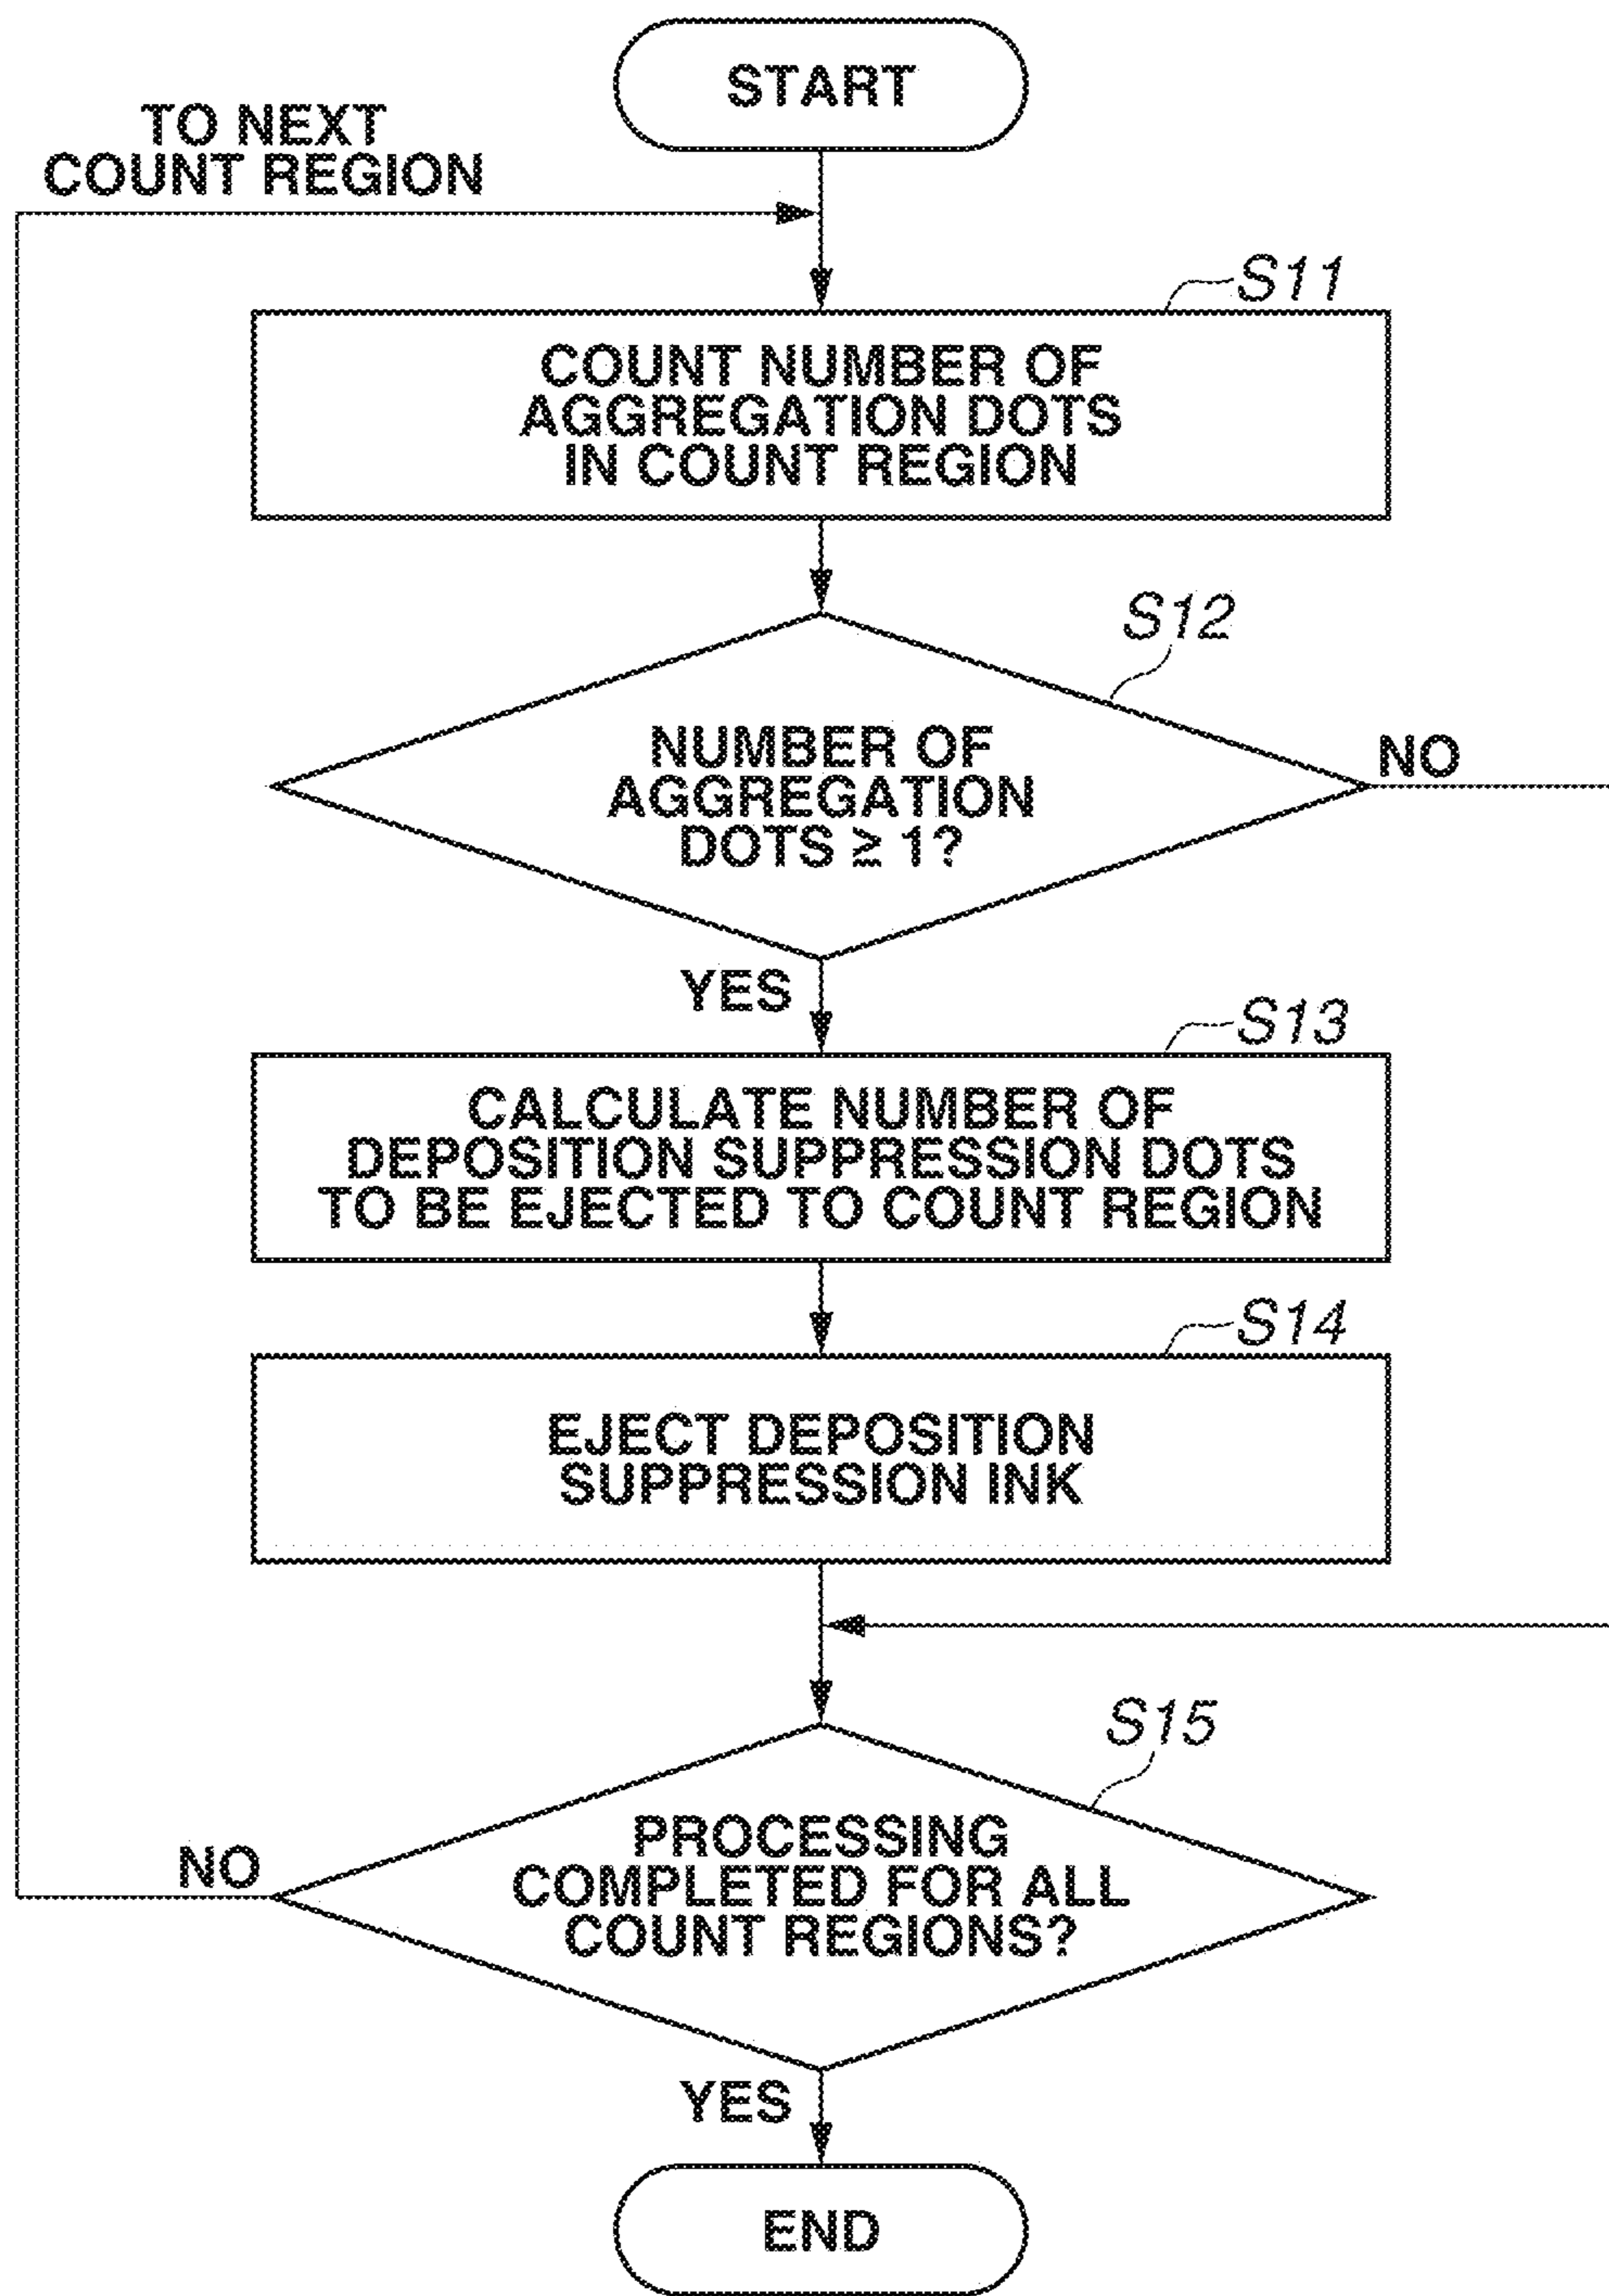 START
TO NEXT
COUNT REGION
S11
COUNT NUMBER OF
AGGREGATION DOTS
IN COUNT REGION
S12
NUMBER OF
AGGREGATION
DOTS ≥ 1?
NO
YES
S13
CALCULATE NUMBER OF
DEPOSITION SUPPRESSION DOTS
TO BE EJECTED TO COUNT REGION
S14
EJECT DEPOSITION
SUPPRESSION INK
S15
PROCESSING
COMPLETED FOR ALL
COUNT REGIONS?
NO
YES
END